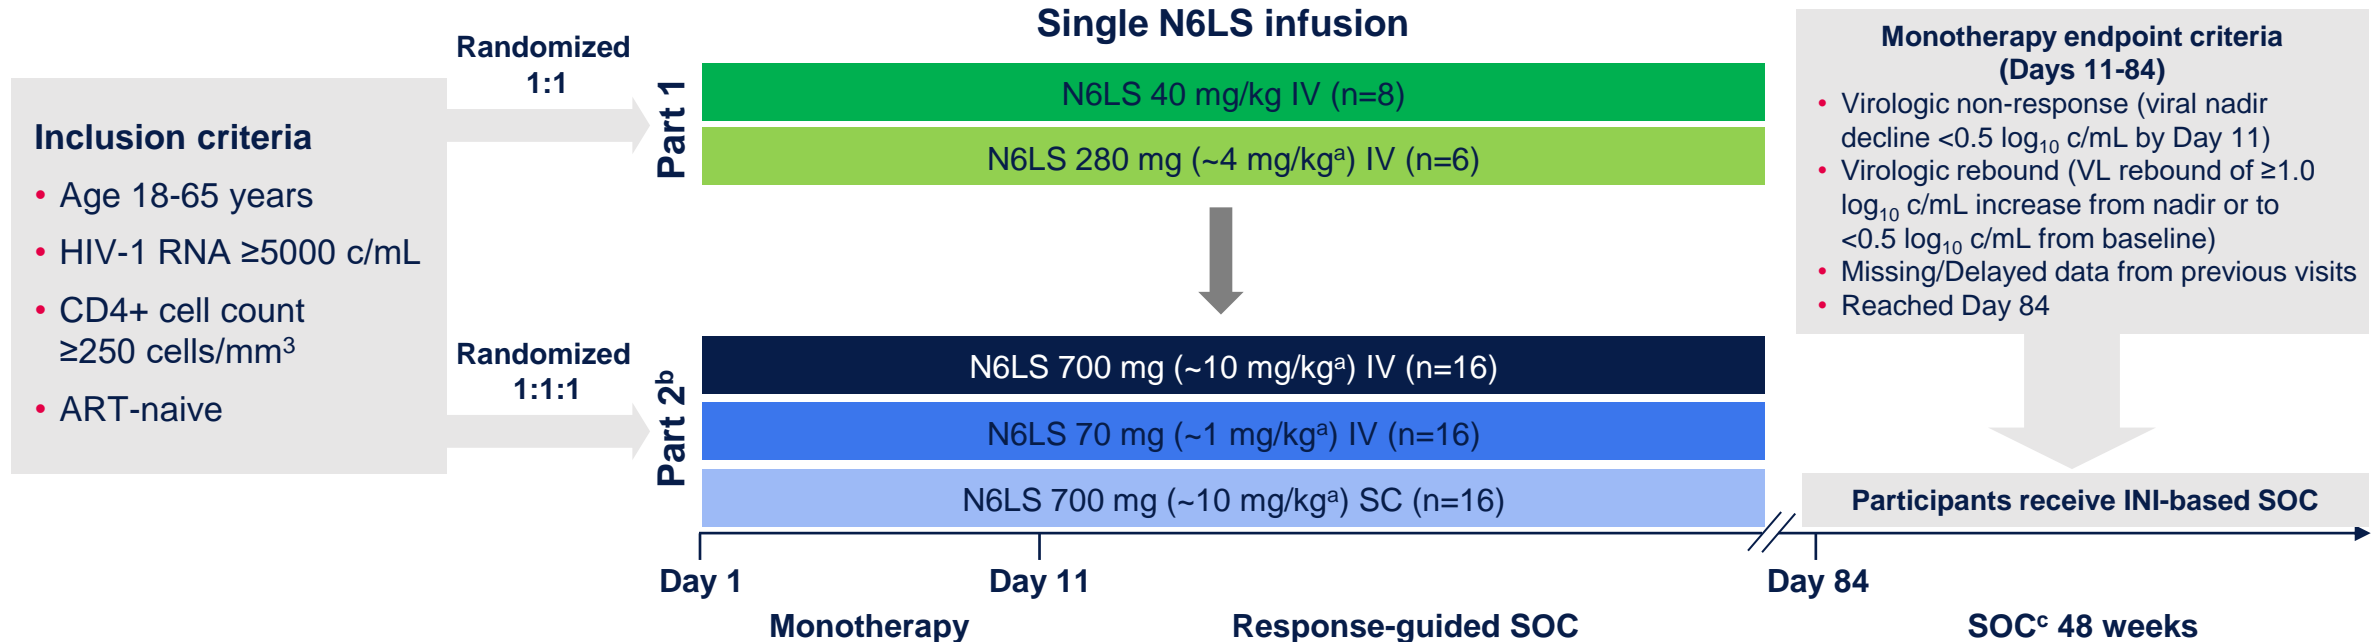 Single N6LS infusion
Randomized
1:1
Inclusion criteria
• Age 18-65 years
• HIV-1 RNA ≥5000 c/mL
• CD4+ cell count
≥250 cells/mm³
• ART-naive
Randomized
1:1:1
Part 1
N6LS 40 mg/kg IV (n=8)
N6LS 280 mg (~4 mg/kgᵃ) IV (n=6)
Part 2ᵇ
N6LS 700 mg (~10 mg/kgᵃ) IV (n=16)
N6LS 70 mg (~1 mg/kgᵃ) IV (n=16)
N6LS 700 mg (~10 mg/kgᵃ) SC (n=16)
Monotherapy endpoint criteria
(Days 11-84)
• Virologic non-response (viral nadir
decline <0.5 log₁₀ c/mL by Day 11)
• Virologic rebound (VL rebound of ≥1.0
log₁₀ c/mL increase from nadir or to
<0.5 log₁₀ c/mL from baseline)
• Missing/Delayed data from previous visits
• Reached Day 84
Participants receive INI-based SOC
Day 1
Day 11
Day 84
Monotherapy
Response-guided SOC
SOCᶜ 48 weeks